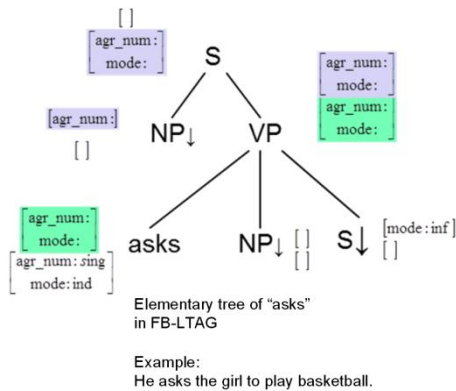 [ ]
[agr_num:
mode: ]
S
[agr_num:
mode: ]
[agr_num:
mode: ]
[agr_num:]
[ ]
NP↓
VP
[agr_num:
mode: ]
[agr_num: sing
mode: ind]
asks
NP↓
[ ]
[ ]
S↓
[mode: inf]
[ ]
Elementary tree of “asks”
in FB-LTAG
Example:
He asks the girl to play basketball.